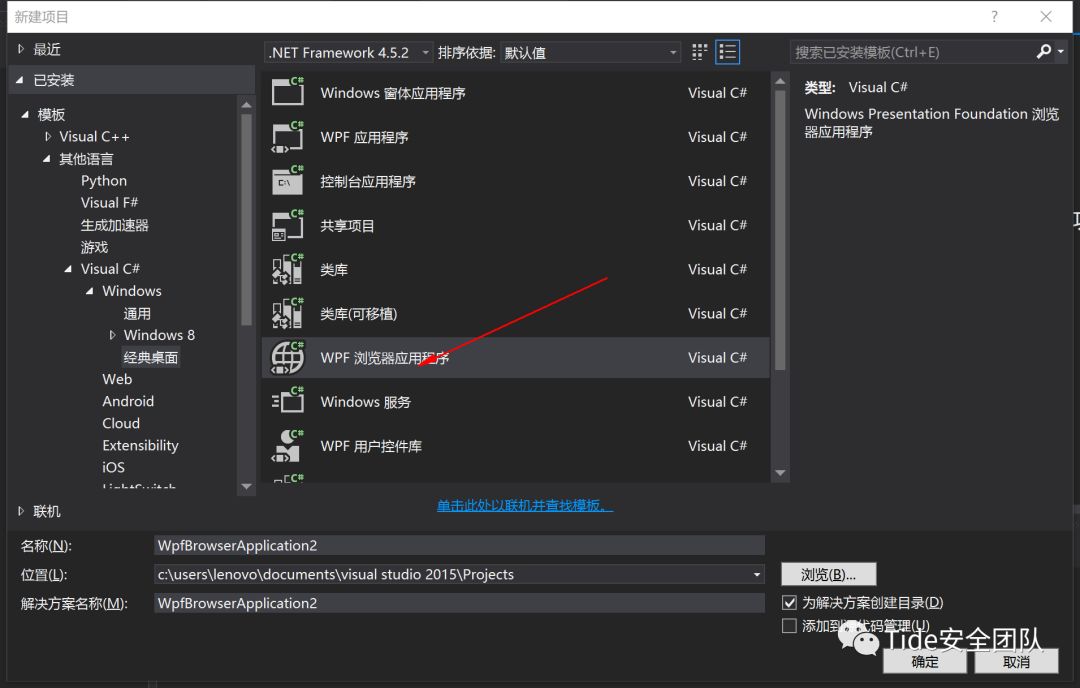 新建项目
?
最近
.NET Framework 4.5.2
排序依据:
默认值
搜索已安装模板(Ctrl+E)
已安装
模板
Visual C++
其他语言
Python
Visual F#
生成加速器
游戏
Visual C#
Windows
通用
Windows 8
经典桌面
Web
Android
Cloud
Extensibility
iOS
LightSwitch
联机
C# Windows 窗体应用程序 Visual C#
C# WPF 应用程序 Visual C#
C# C:\ 控制台应用程序 Visual C#
C# 共享项目 Visual C#
C# 类库 Visual C#
C# 类库(可移植) Visual C#
C# WPF 浏览器应用程序 Visual C#
C# Windows 服务 Visual C#
C# WPF 用户控件库 Visual C#
C#
单击此处以联机并查找模板。
类型: Visual C#
Windows Presentation Foundation 浏览
器应用程序
名称(N): WpfBrowserApplication2
位置(L): c:\users\lenovo\documents\visual studio 2015\Projects
浏览(B)...
解决方案名称(M): WpfBrowserApplication2
为解决方案创建目录(D)
添加到源代码管理(U)
Tide安全团队
确定
取消